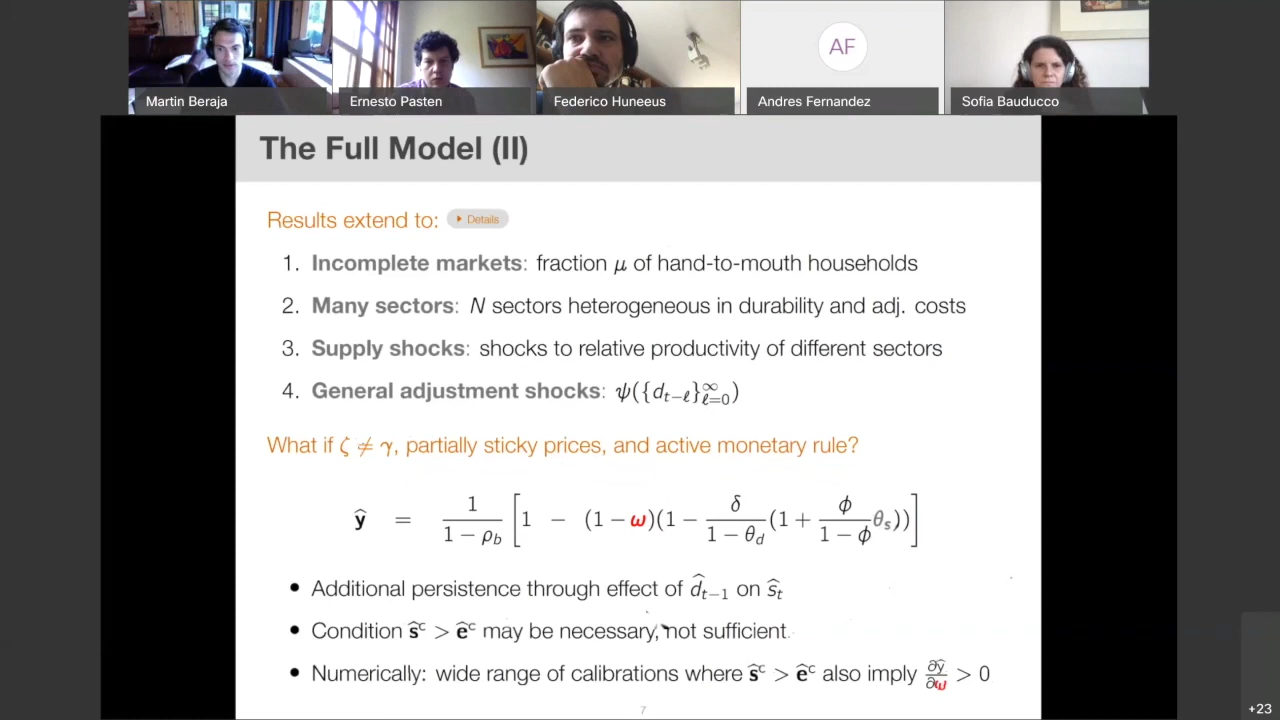 AF
Martin Beraja
Ernesto Pasten
Federico Huneeus
Andres Fernandez
Sofia Bauducco
The Full Model (II)
Results extend to: Details
1. Incomplete markets: fraction μ of hand-to-mouth households
2. Many sectors: N sectors heterogeneous in durability and adj. costs
3. Supply shocks: shocks to relative productivity of different sectors
4. General adjustment shocks: ψ({d_{t−ℓ}}_{ℓ=0}^∞)
What if ζ ≠ γ, partially sticky prices, and active monetary rule?
ŷ = \frac{1}{1 − ρ_b} [1 − (1 − ω)(1 − \frac{δ}{1 − θ_d}(1 + \frac{ϕ}{1 − ϕ}θ_s))]
• Additional persistence through effect of d̂_{t−1} on ŝ_t
• Condition ŝ^c > ê^c may be necessary, not sufficient
• Numerically: wide range of calibrations where ŝ^c > ê^c also imply \frac{∂ŷ}{∂ω} > 0
7
+23